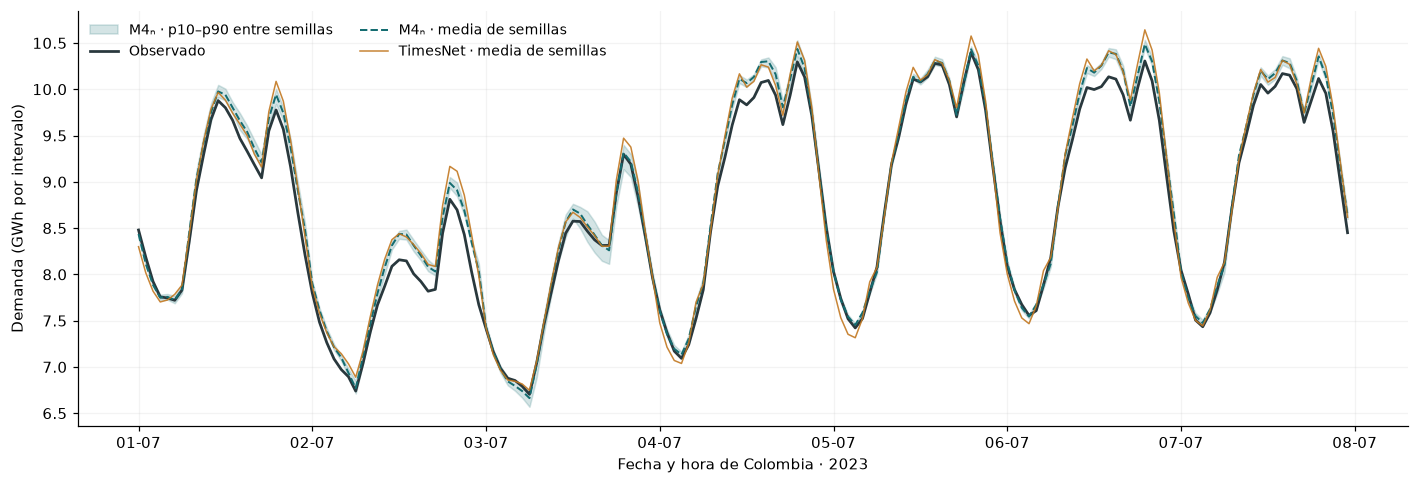 M4ₙ · p10–p90 entre semillas
Observado
M4ₙ · media de semillas
TimesNet · media de semillas
Demanda (GWh por intervalo)
10.5
10.0
9.5
9.0
8.5
8.0
7.5
7.0
6.5
01-07
02-07
03-07
04-07
05-07
06-07
07-07
08-07
Fecha y hora de Colombia · 2023